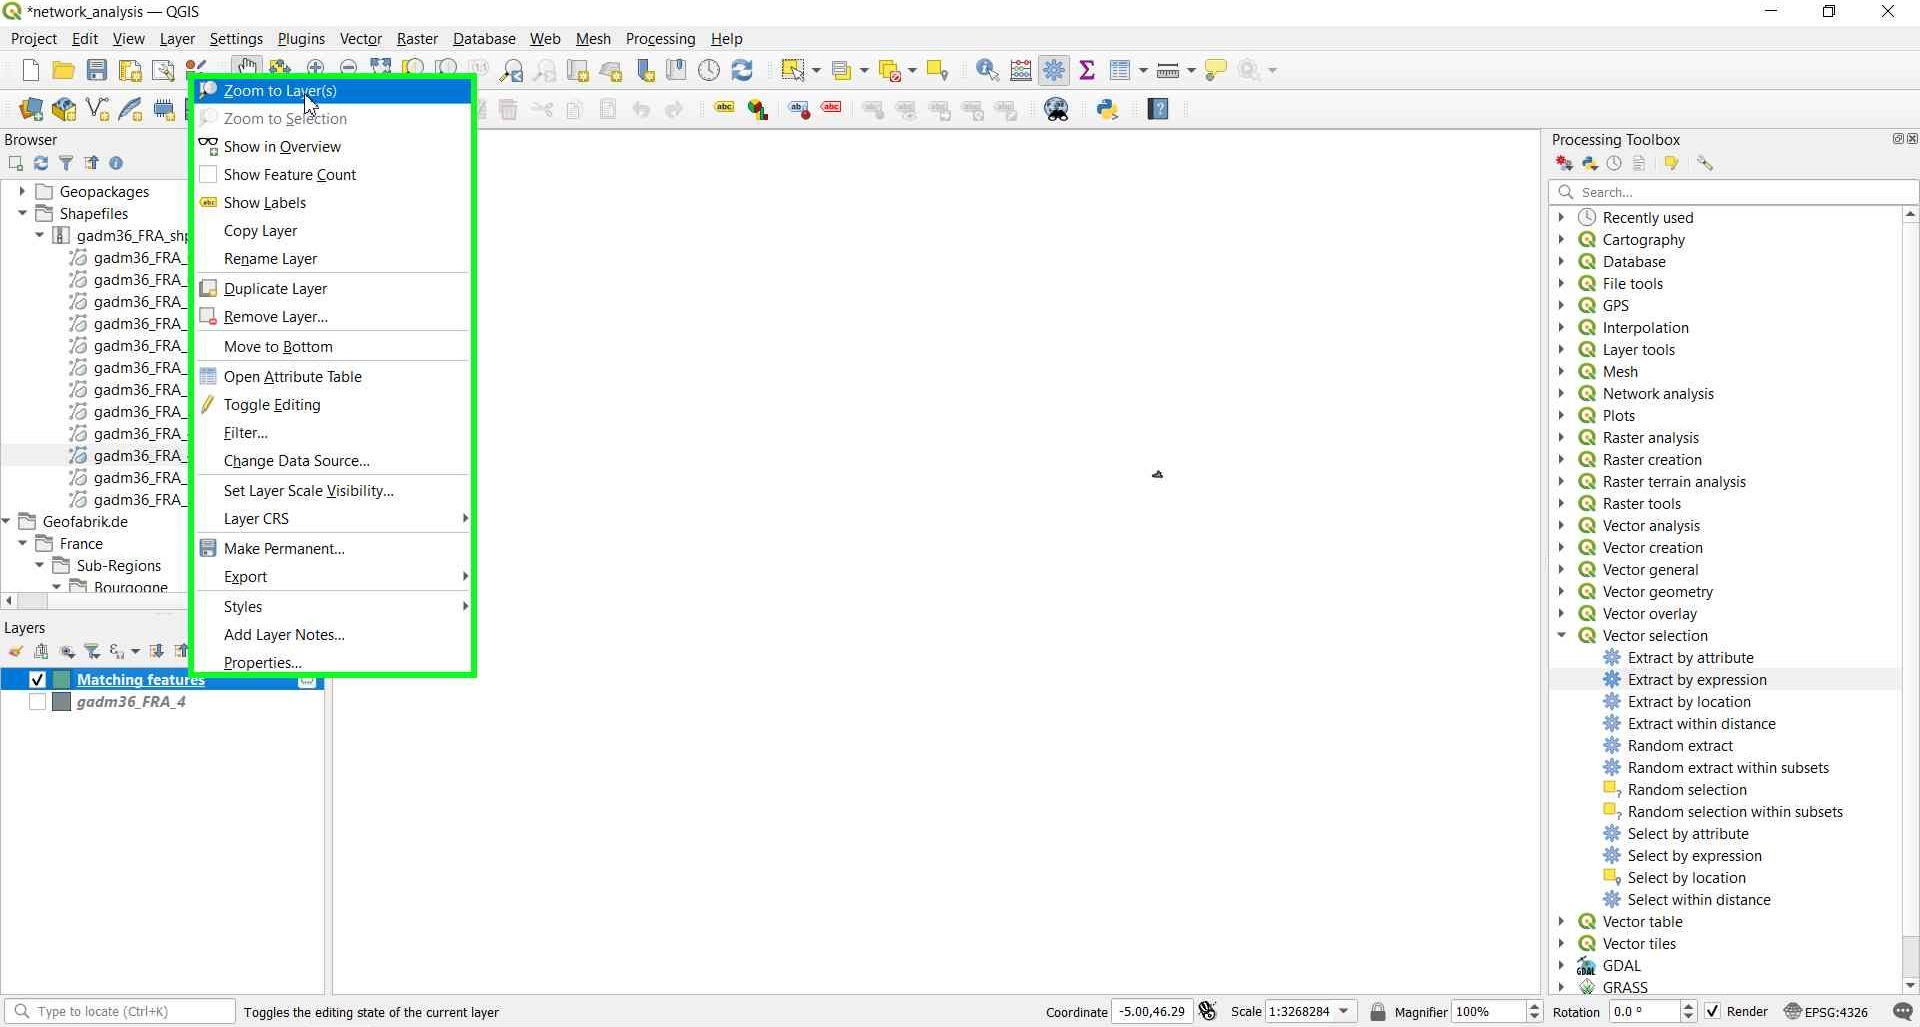 *network_analysis — QGIS
Project Edit View Layer Settings Plugins Vector Raster Database Web Mesh Processing Help
Browser
Geopackages
Shapefiles
gadm36_FRA_shp
gadm36_FRA_
gadm36_FRA_
gadm36_FRA_
gadm36_FRA_
gadm36_FRA_
gadm36_FRA_
gadm36_FRA_
gadm36_FRA_
gadm36_FRA_
gadm36_FRA_
gadm36_FRA_
gadm36_FRA_
Geofabrik.de
France
Sub-Regions
Bourgogne
Layers
Matching features
gadm36_FRA_4
Zoom to Layer(s)
Zoom to Selection
Show in Overview
Show Feature Count
abc Show Labels
Copy Layer
Rename Layer
Duplicate Layer
Remove Layer...
Move to Bottom
Open Attribute Table
Toggle Editing
Filter...
Change Data Source...
Set Layer Scale Visibility...
Layer CRS
Make Permanent...
Export
Styles
Add Layer Notes...
Properties...
abc ab abc
Processing Toolbox
Search...
Recently used
Cartography
Database
File tools
GPS
Interpolation
Layer tools
Mesh
Network analysis
Plots
Raster analysis
Raster creation
Raster terrain analysis
Raster tools
Vector analysis
Vector creation
Vector general
Vector geometry
Vector overlay
Vector selection
Extract by attribute
Extract by expression
Extract by location
Extract within distance
Random extract
Random extract within subsets
Random selection
Random selection within subsets
Select by attribute
Select by expression
Select by location
Select within distance
Vector table
Vector tiles
GDAL GDAL
GRASS
Type to locate (Ctrl+K) Toggles the editing state of the current layer Coordinate -5.00,46.29 Scale 1:3268284 Magnifier 100% Rotation 0.0 ° Render EPSG:4326